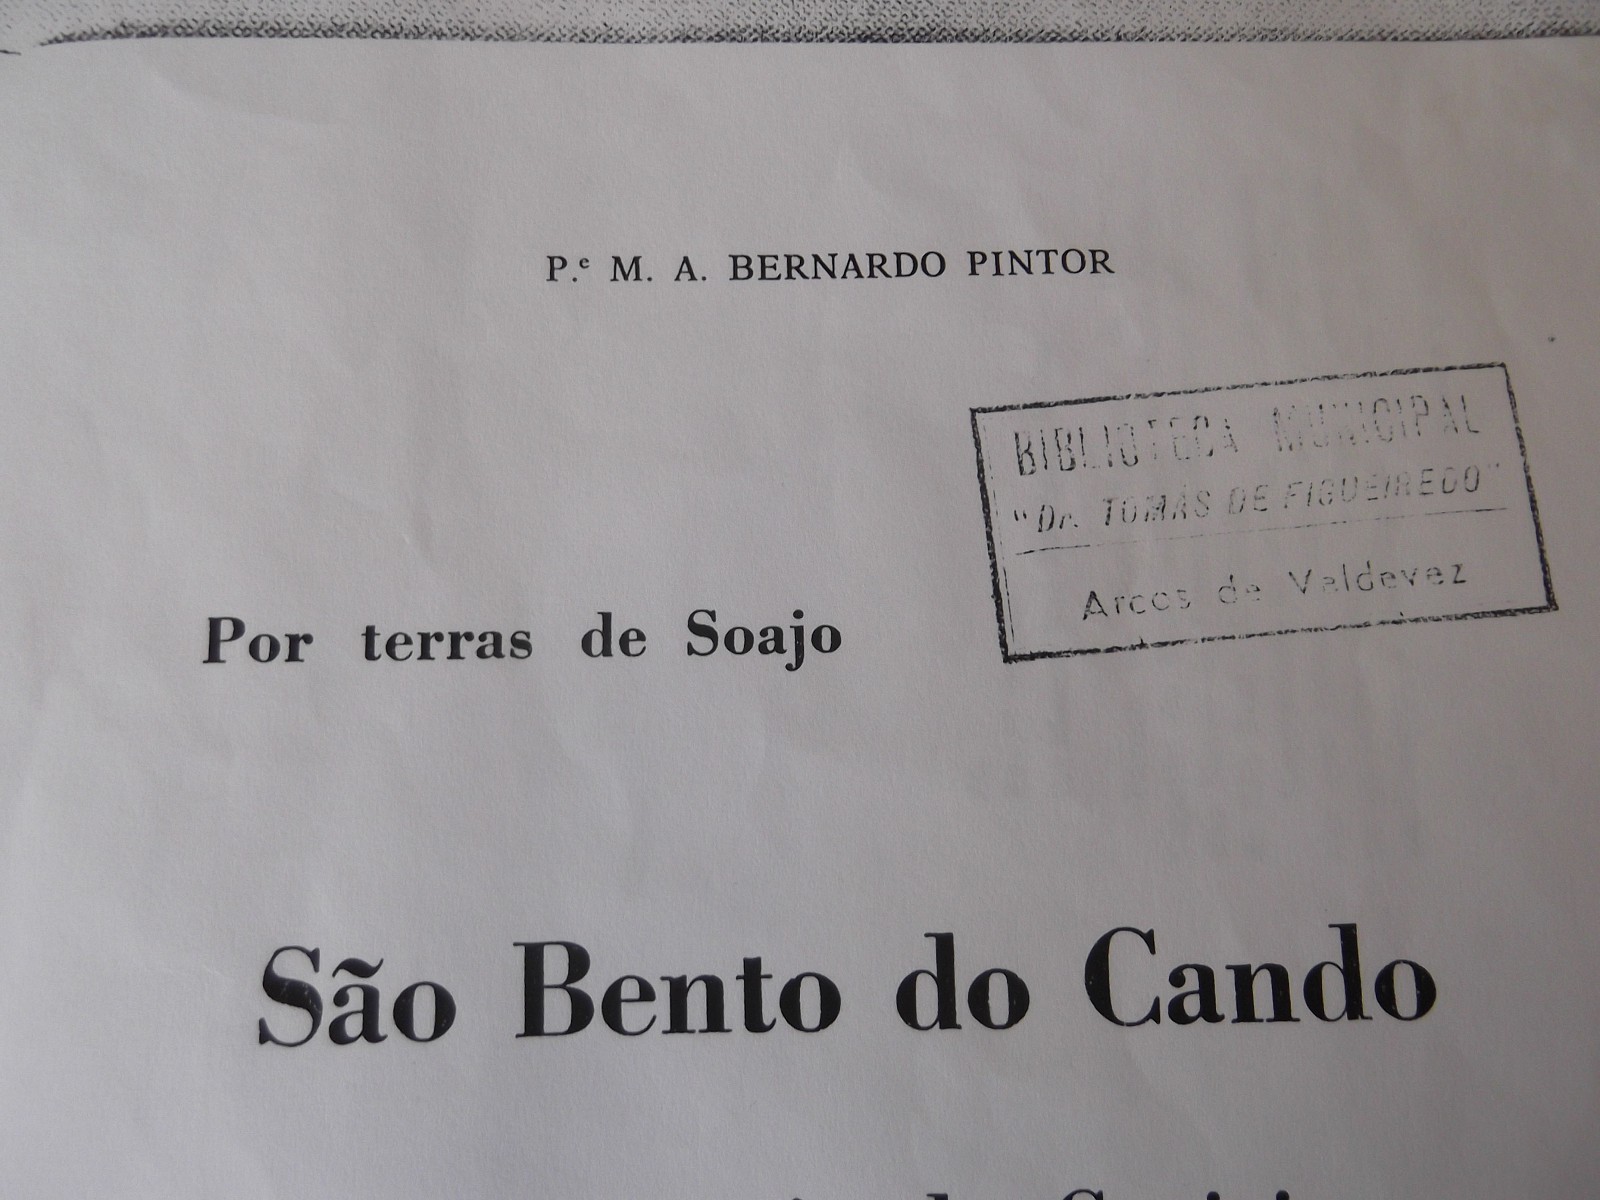 P.e M. A. BERNARDO PINTOR
BIBLIOTECA MUNICIPAL
"Dr. TOMÁS DE FIGUEIREDO"
Arcos de Valdevez
Por terras de Soajo
São Bento do Cando